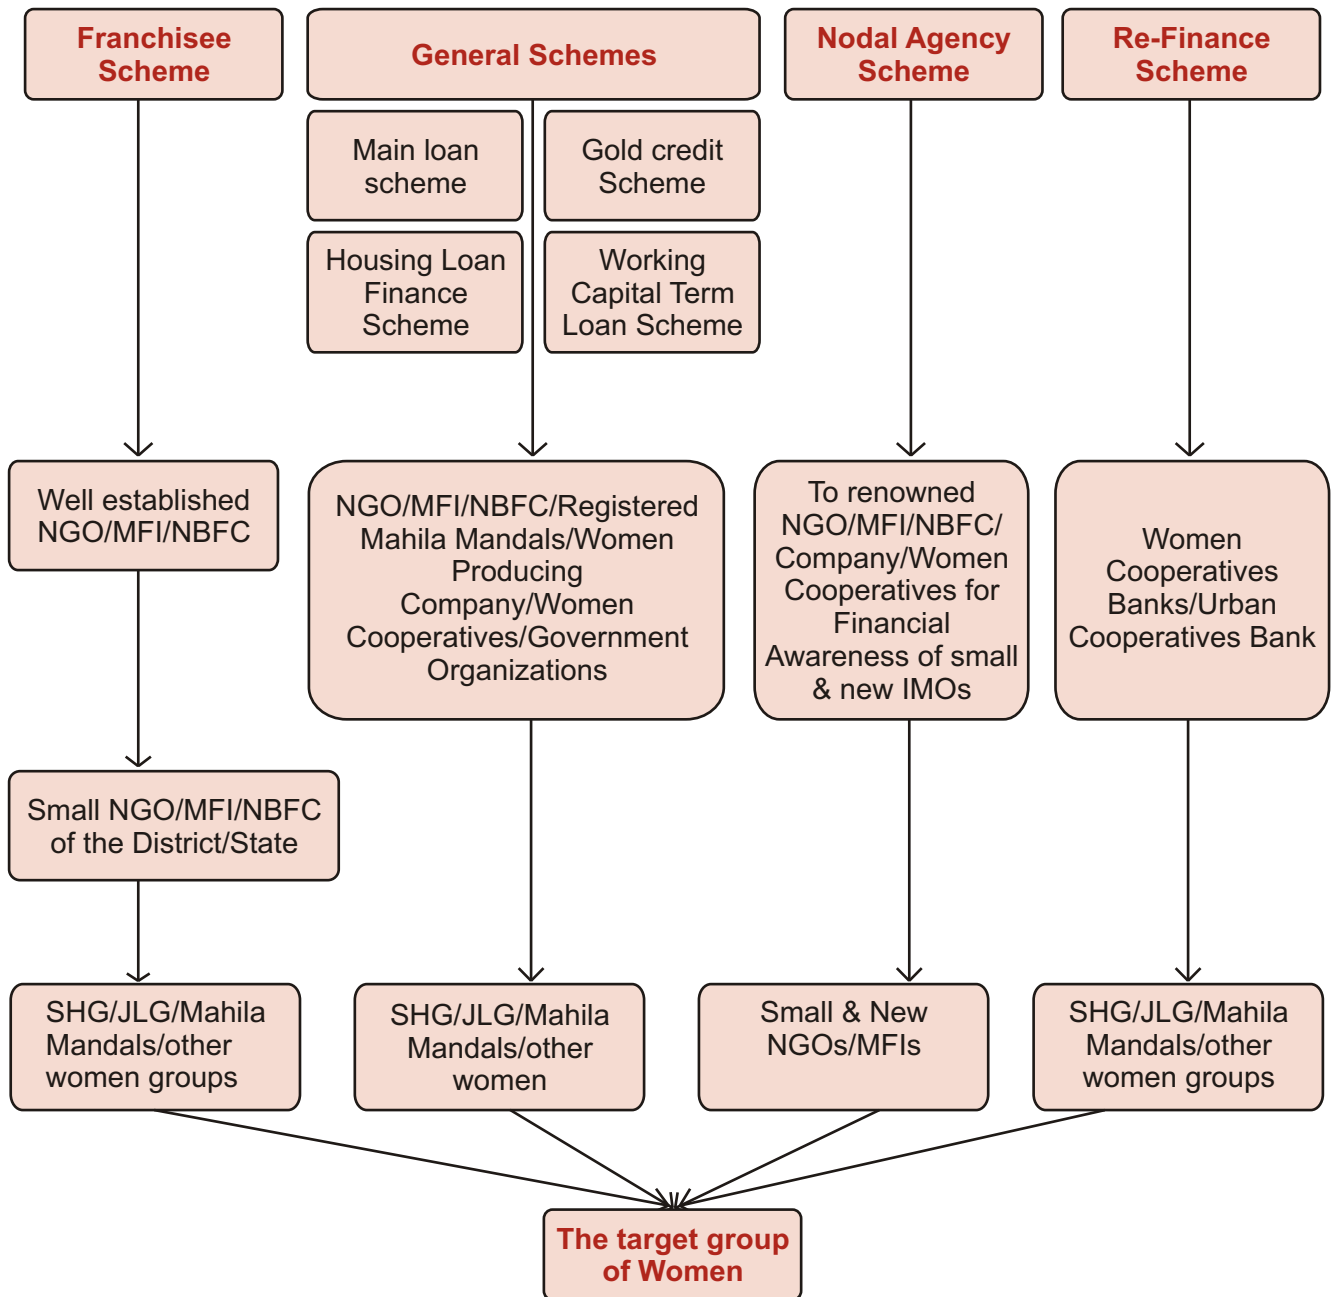 Franchisee
Scheme
General Schemes
Nodal Agency
Scheme
Re-Finance
Scheme
Main loan
scheme
Gold credit
Scheme
Housing Loan
Finance
Scheme
Working
Capital Term
Loan Scheme
Well established
NGO/MFI/NBFC
NGO/MFI/NBFC/Registered
Mahila Mandals/Women
Producing
Company/Women
Cooperatives/Government
Organizations
To renowned
NGO/MFI/NBFC/
Company/Women
Cooperatives for
Financial
Awareness of small
& new IMOs
Women
Cooperatives
Banks/Urban
Cooperatives Bank
Small NGO/MFI/NBFC
of the District/State
SHG/JLG/Mahila
Mandals/other
women groups
SHG/JLG/Mahila
Mandals/other
women
Small & New
NGOs/MFIs
SHG/JLG/Mahila
Mandals/other
women groups
The target group
of Women